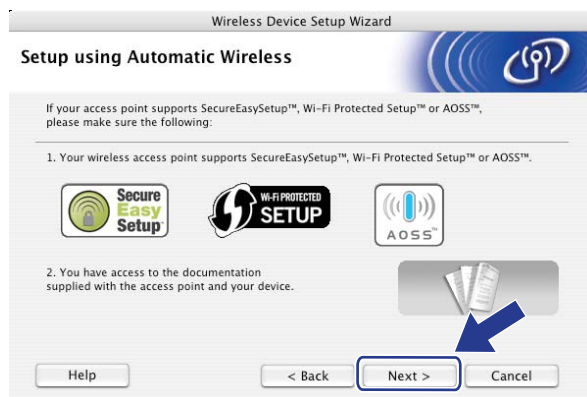 Wireless Device Setup Wizard
Setup using Automatic Wireless
If your access point supports SecureEasySetup™, Wi-Fi Protected Setup™ or AOSS™,
please make sure the following:
1. Your wireless access point supports SecureEasySetup™, Wi-Fi Protected Setup™ or AOSS™.
Secure
Easy
Setup™
WI-FI PROTECTED
SETUP
AOSS™
2. You have access to the documentation
supplied with the access point and your device.
Help
< Back
Next >
Cancel